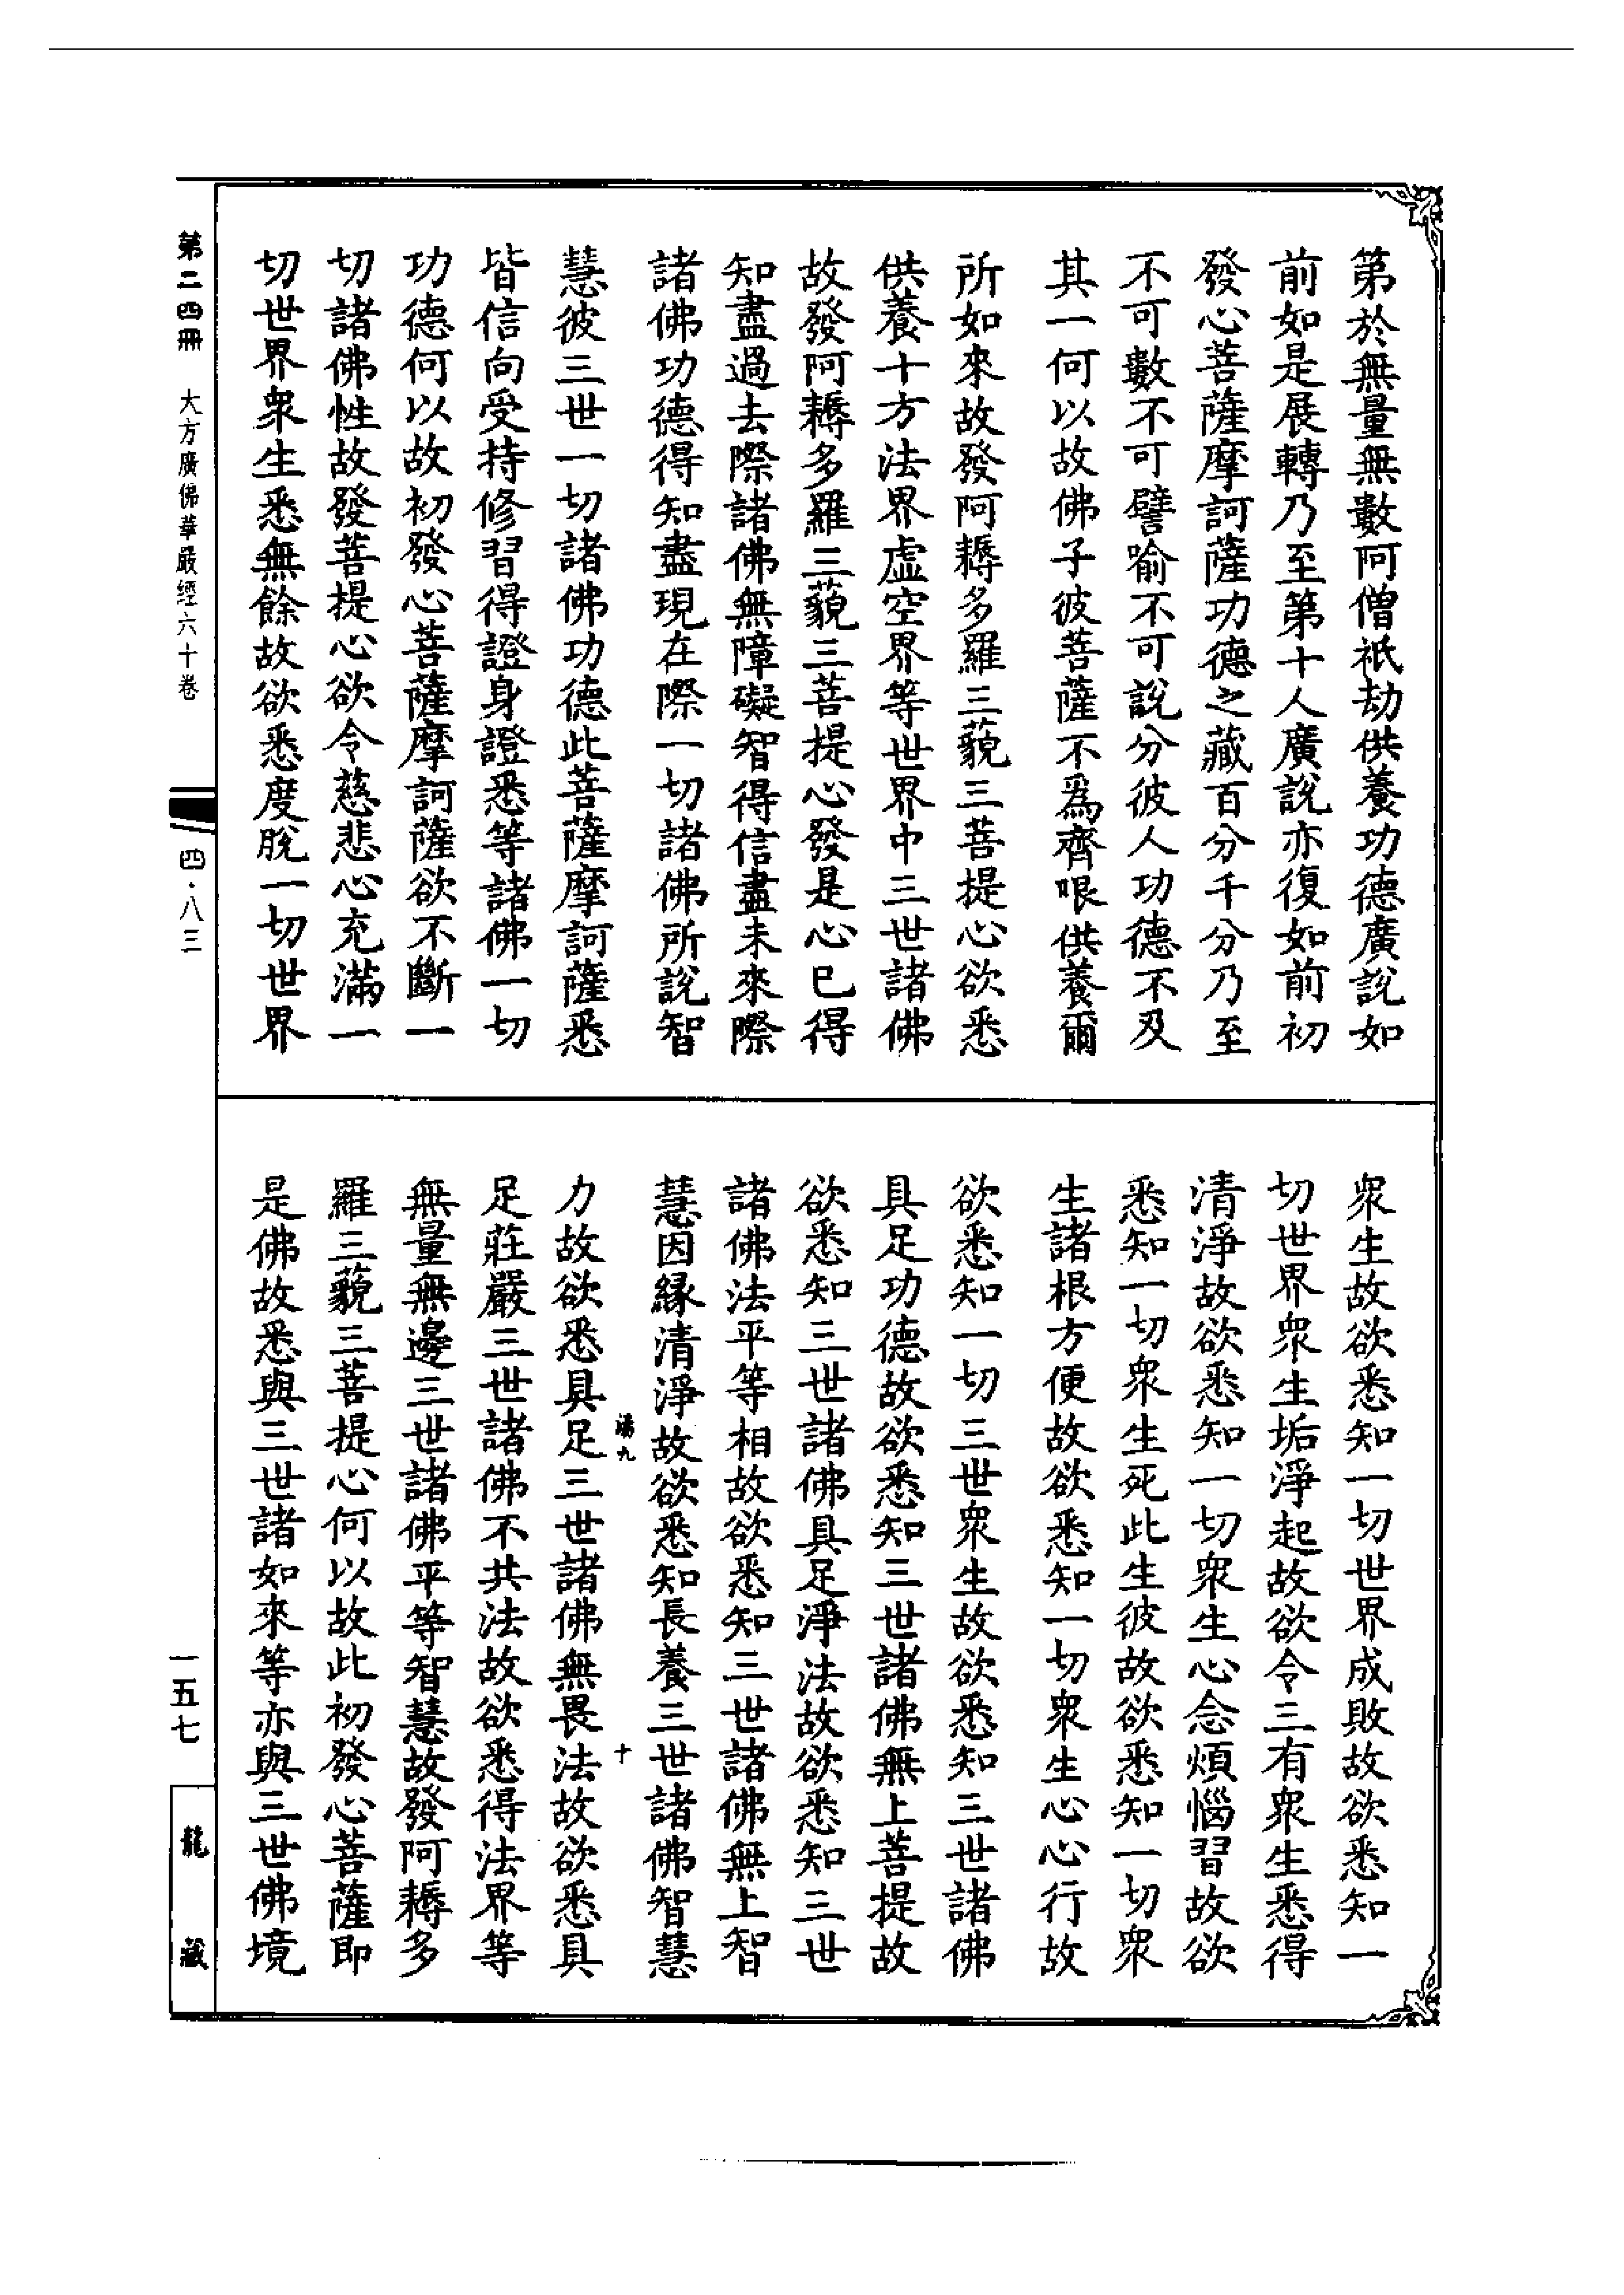 第於無量無數阿僧祇劫供養功德廣說如
前如是展轉乃至第十人廣說亦復如前初
發心菩薩摩訶薩功德之藏百分千分乃至
不可數不可譬喻不可說分彼人功德不及
其一何以故佛子彼菩薩不爲齊哏供養爾
所如來故發阿耨多羅三藐三菩提心欲悉
供養十方法界虛空界等世界中三世諸佛
故發阿耨多羅三藐三菩提心發是心已得
知盡過去際諸佛無障礙智得信盡未來際
諸佛功德得知盡現在際一切諸佛所說智
慧彼三世一切諸佛功德此菩薩摩訶薩悉
皆信向受持修習得證身證悉等諸佛一切
功德何以故初發心菩薩摩訶薩欲不斷一
切諸佛性故發菩提心欲令慈悲心充滿一
切世界衆生悉無餘故欲悉度脫一切世界
衆生故欲悉知一切世界成敗故欲悉知一
切世界衆生垢淨起故欲令三有衆生悉得
清淨故欲悉知一切衆生心念煩惱習故欲
悉知一切衆生死此生彼故欲悉知一切衆
生諸根方便故欲悉知一切衆生心心行故
欲悉知一切三世衆生故欲悉知三世諸佛
具足功德故欲悉知三世諸佛無上菩提故
欲悉知三世諸佛具足淨法故欲悉知三世
諸佛法平等相故欲悉知三世諸佛無上智
慧因緣清淨故欲悉知長養三世諸佛智慧
湯九 十
力故欲悉具足三世諸佛無畏法故欲悉具
足莊嚴三世諸佛不共法故欲悉得法界等
無量無邊三世諸佛平等智慧故發阿耨多
羅三藐三菩提心何以故此初發心菩薩即
是佛故悉與三世諸如來等亦與三世佛境
第二四冊 大方廣佛華嚴經六十卷
四·八三
一五七
龍藏